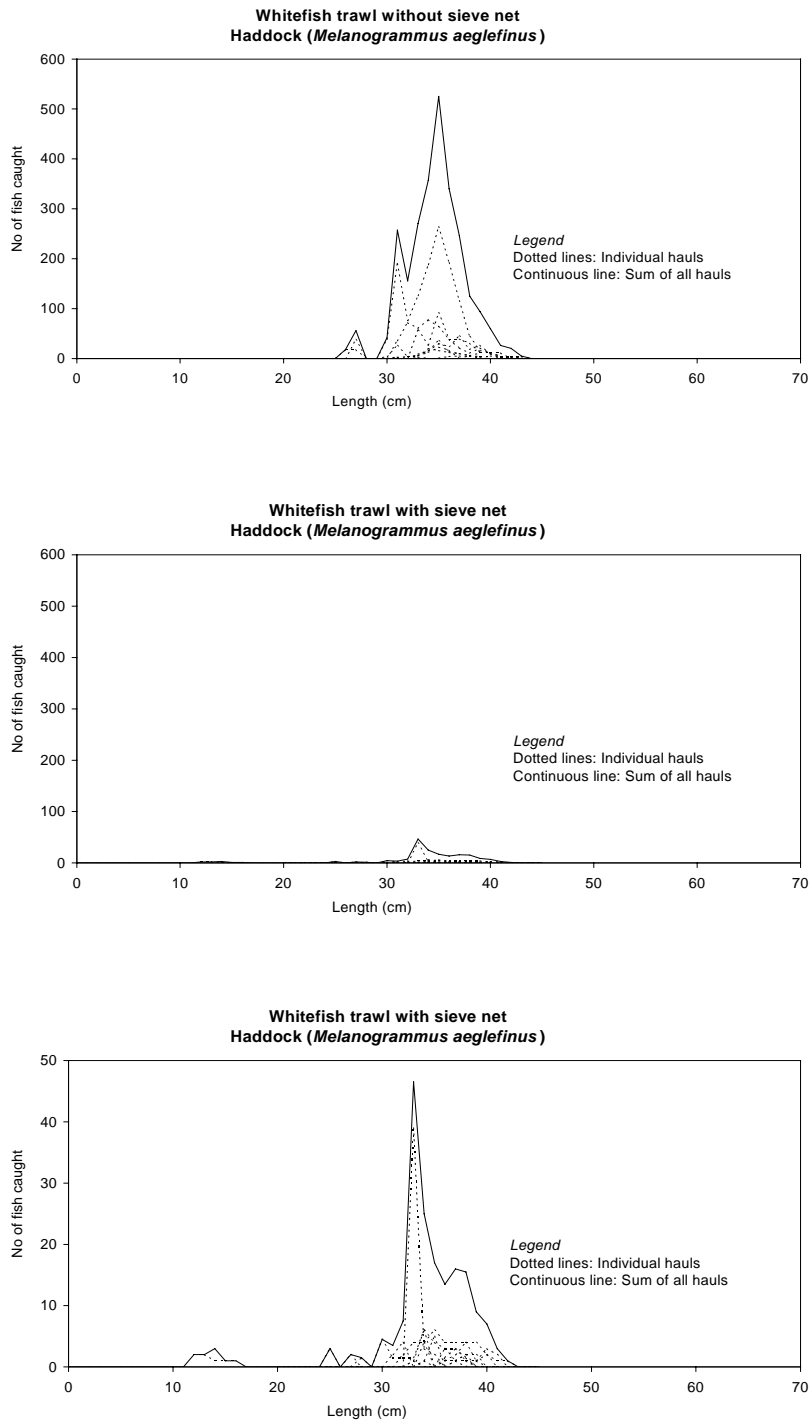 Whitefish trawl without sieve net
Haddock (Melanogrammus aeglefinus)
600
500
400
300
200
100
0
No of fish caught
Legend
Dotted lines: Individual hauls
Continuous line: Sum of all hauls
0 10 20 30 40 50 60 70
Length (cm)
Whitefish trawl with sieve net
Haddock (Melanogrammus aeglefinus)
600
500
400
300
200
100
0
No of fish caught
Legend
Dotted lines: Individual hauls
Continuous line: Sum of all hauls
0 10 20 30 40 50 60 70
Length (cm)
Whitefish trawl with sieve net
Haddock (Melanogrammus aeglefinus)
50
40
30
20
10
0
No of fish caught
Legend
Dotted lines: Individual hauls
Continuous line: Sum of all hauls
0 10 20 30 40 50 60 70
Length (cm)